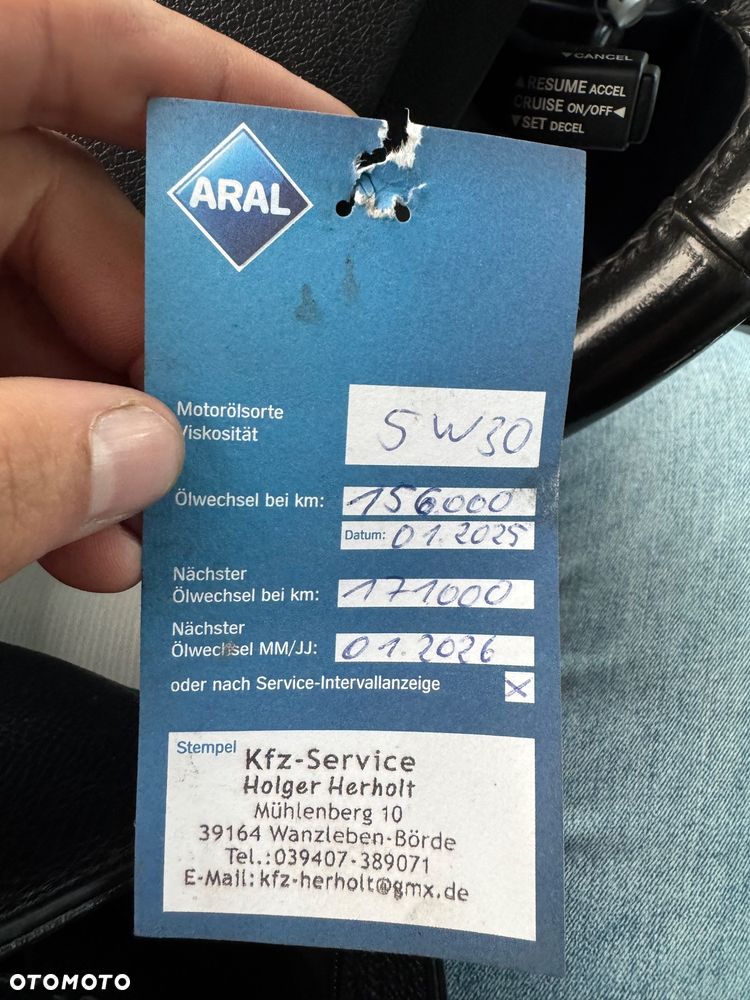 CANCEL
▲RESUME ACCEL
CRUISE ON/OFF◄
▼SET DECEL
ARAL
Motorölsorte
Viskosität
5W30
Ölwechsel bei km: 156000
Datum: 01.2025
Nächster
Ölwechsel bei km: 171000
Nächster
Ölwechsel MM/JJ: 01.2026
oder nach Service-Intervallanzeige X
Stempel
Kfz-Service
Holger Herholt
Mühlenberg 10
39164 Wanzleben-Börde
Tel.:039407-389071
E-Mail:kfz-herholt@gmx.de
OTOMOTO